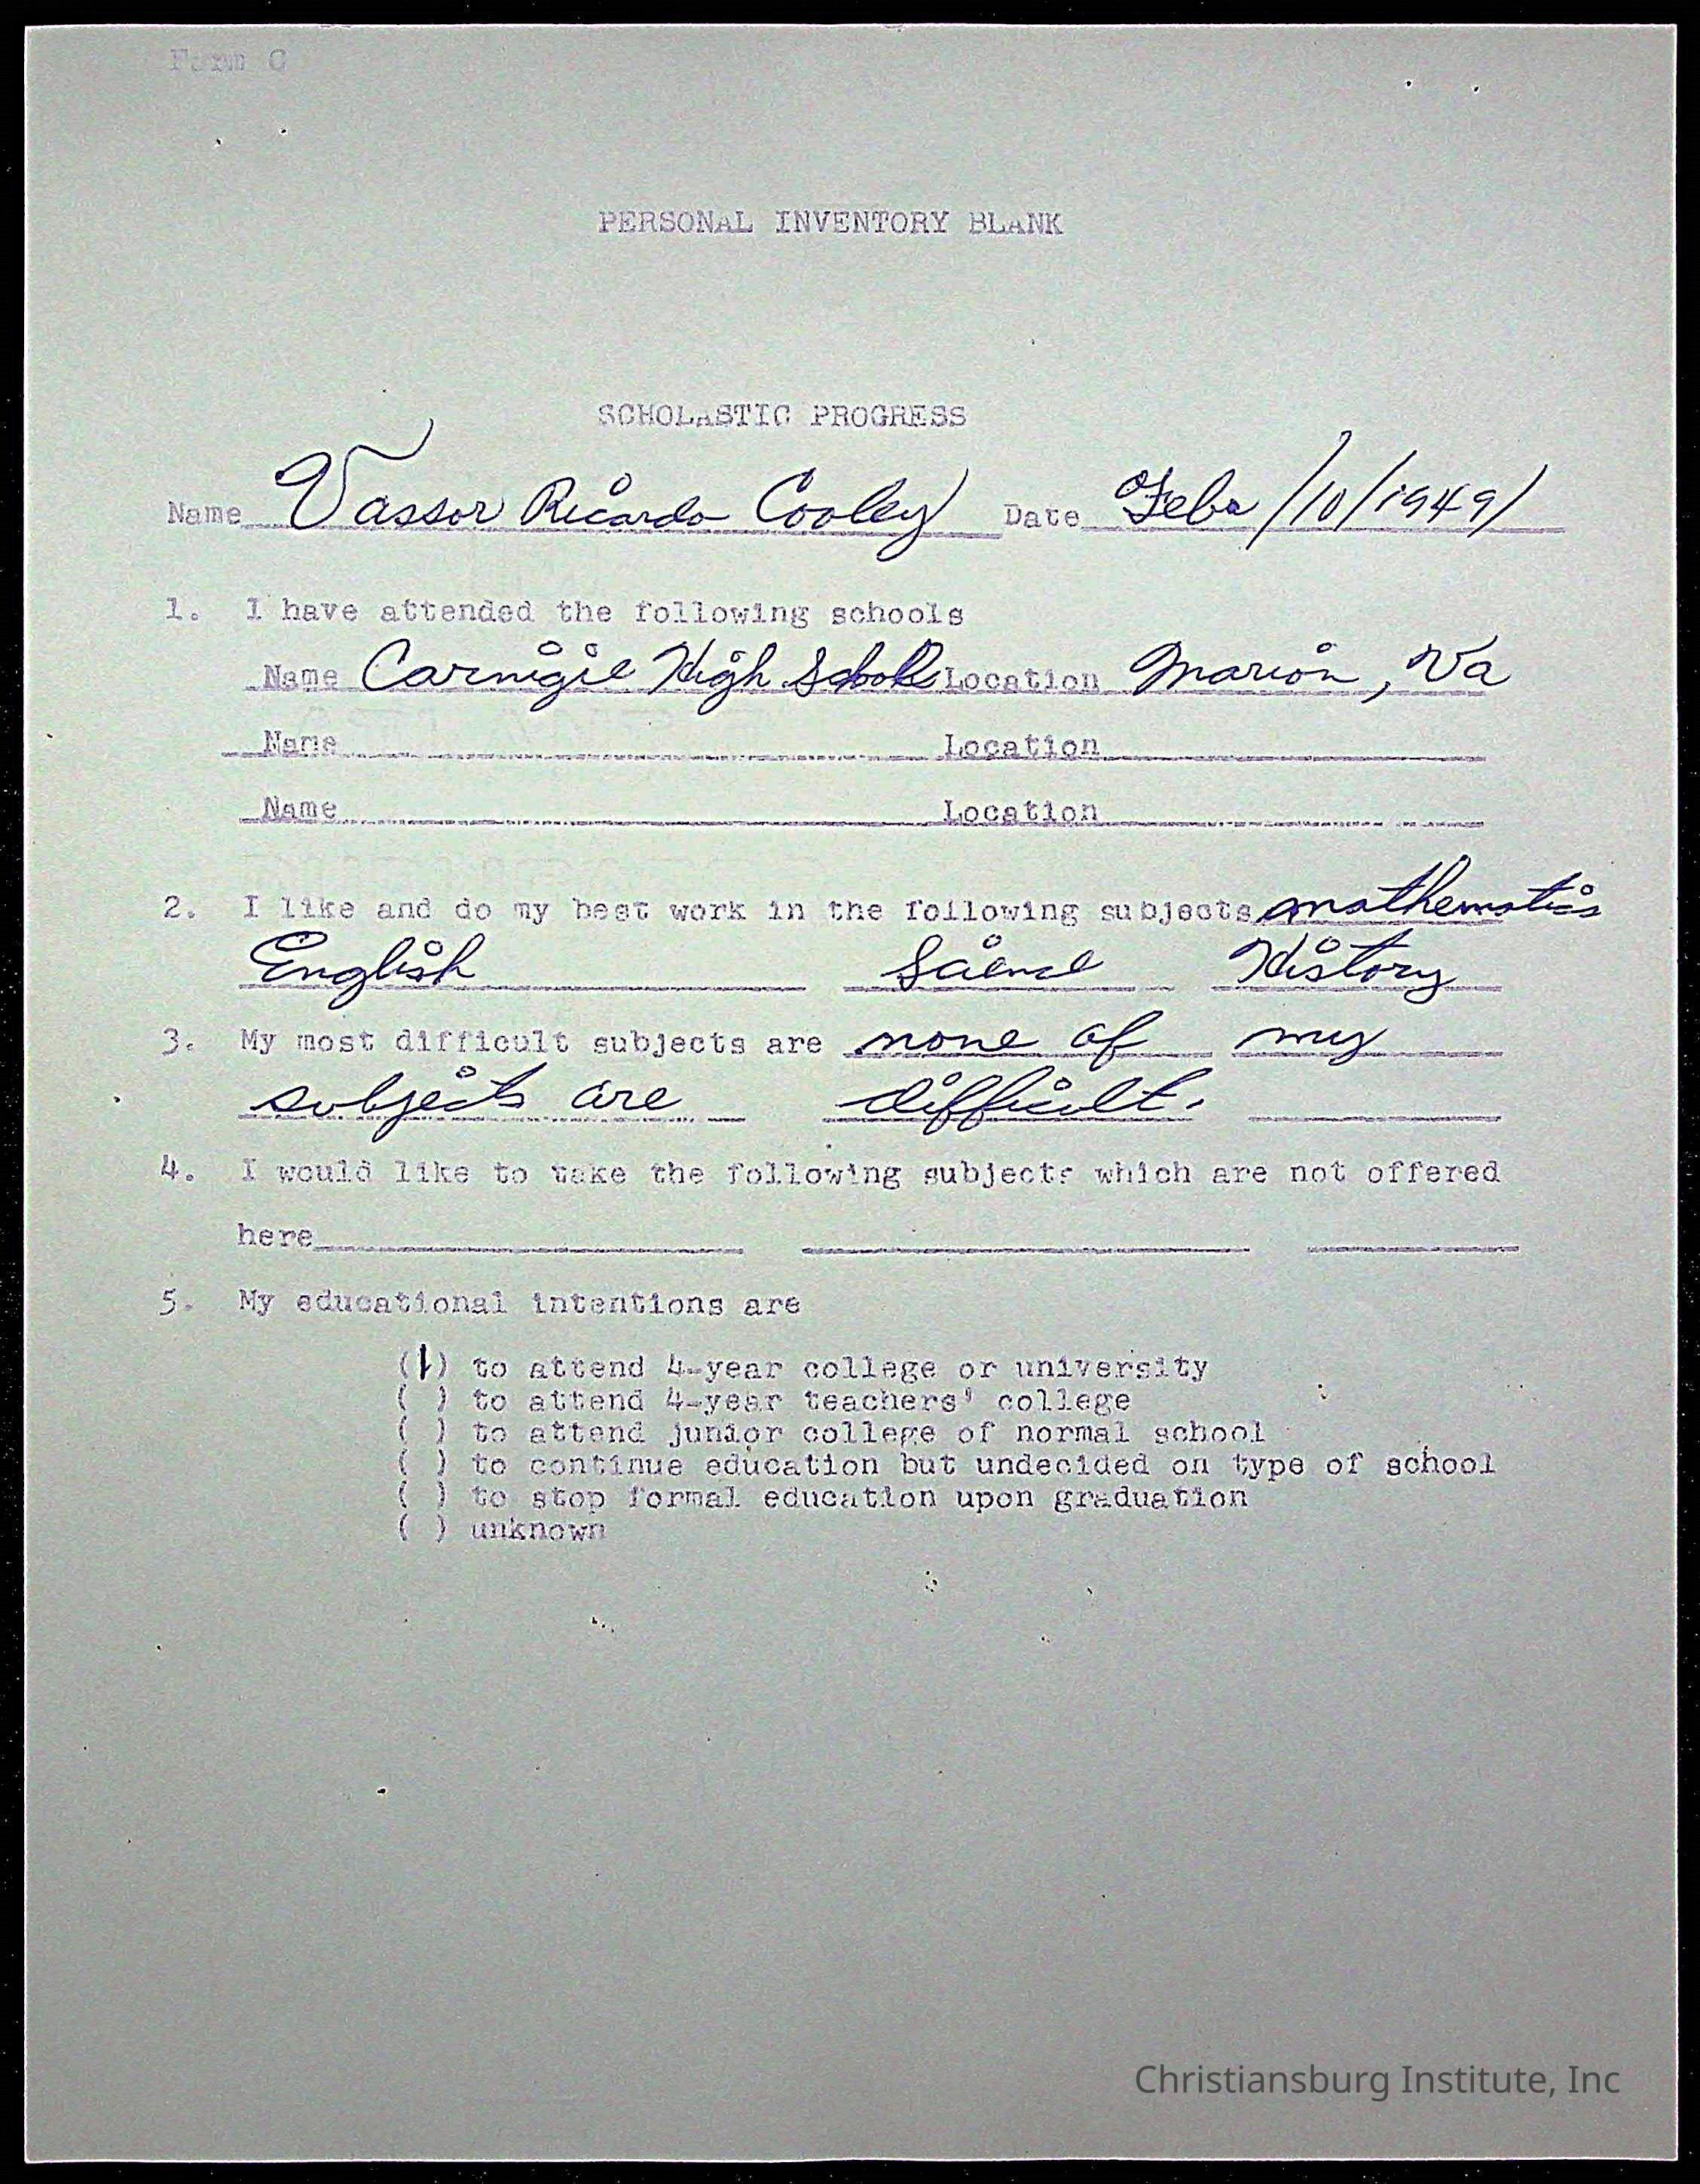 Form C
PERSONAL INVENTORY BLANK
SCHOLASTIC PROGRESS
Name Vassor Ricardo Cooley Date Feb. /10/1949/
1. I have attended the following schools
Name Carnigie High School Location Marion, Va
Name Location
Name Location
2. I like and do my best work in the following subjects mathematics
English Science History
3. My most difficult subjects are none of my
subjects are difficult.
4. I would like to take the following subjects which are not offered
here
5. My educational intentions are
(1) to attend 4-year college or university
( ) to attend 4-year teachers' college
( ) to attend junior college of normal school
( ) to continue education but undecided on type of school
( ) to stop formal education upon graduation
( ) unknown
Christiansburg Institute, Inc